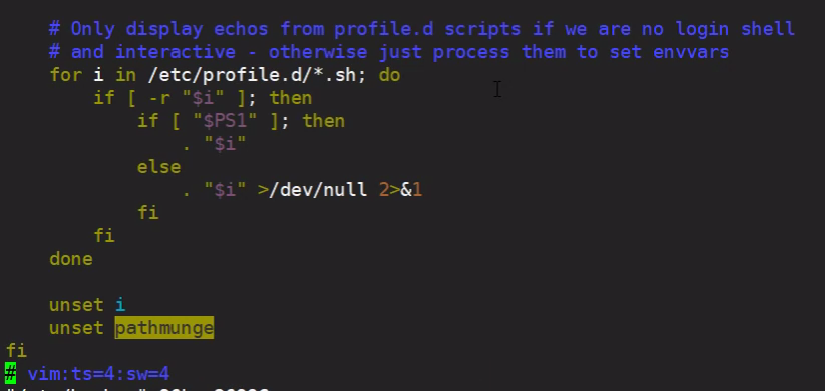 # Only display echos from profile.d scripts if we are no login shell
# and interactive - otherwise just process them to set envvars
for i in /etc/profile.d/*.sh; do
if [ -r "$i" ]; then
if [ "$PS1" ]; then
. "$i"
else
. "$i" >/dev/null 2>&1
fi
fi
done
unset i
unset pathmunge
fi
# vim:ts=4:sw=4